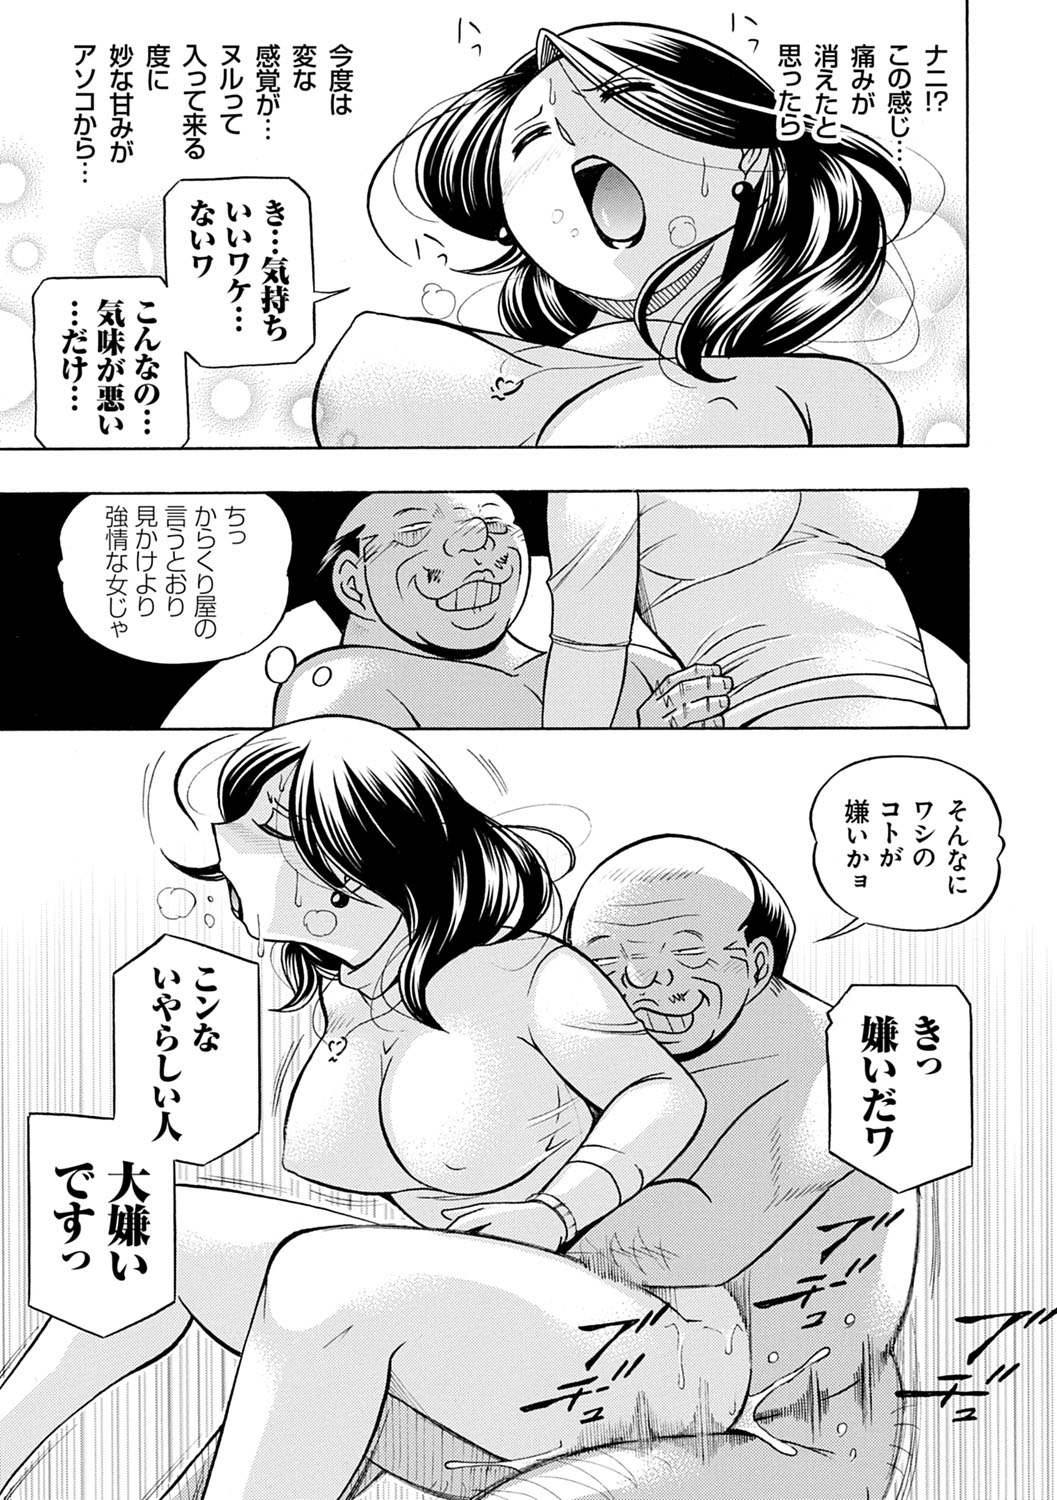 ナニ!?
この感じ…
痛みが
消えたと
思ったら
今度は
変な
感覚が…
ヌルって
入って来る
度に
妙な甘みが
アソコから…
き…気持ち
いいワケ…
ないワ
こんなの…
気味が悪い
…だけ…
ちっ
からくり屋の
言うとおり
見かけより
強情な女じゃ
そんなに
ワシの
コトが
嫌いかョ
きっ
嫌いだワ
こンな
いやらしい人
大嫌い
ですっ
ブヂュ
ブヂュ
ブヂュ